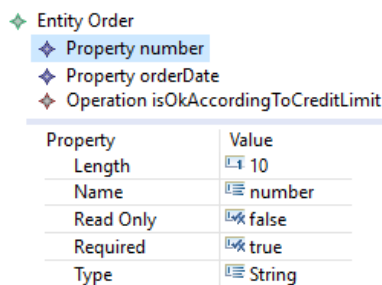 Entity Order
Property number
Property orderDate
Operation isOkAccordingToCreditLimit
Property Value
Length 10
Name number
Read Only false
Required true
Type String